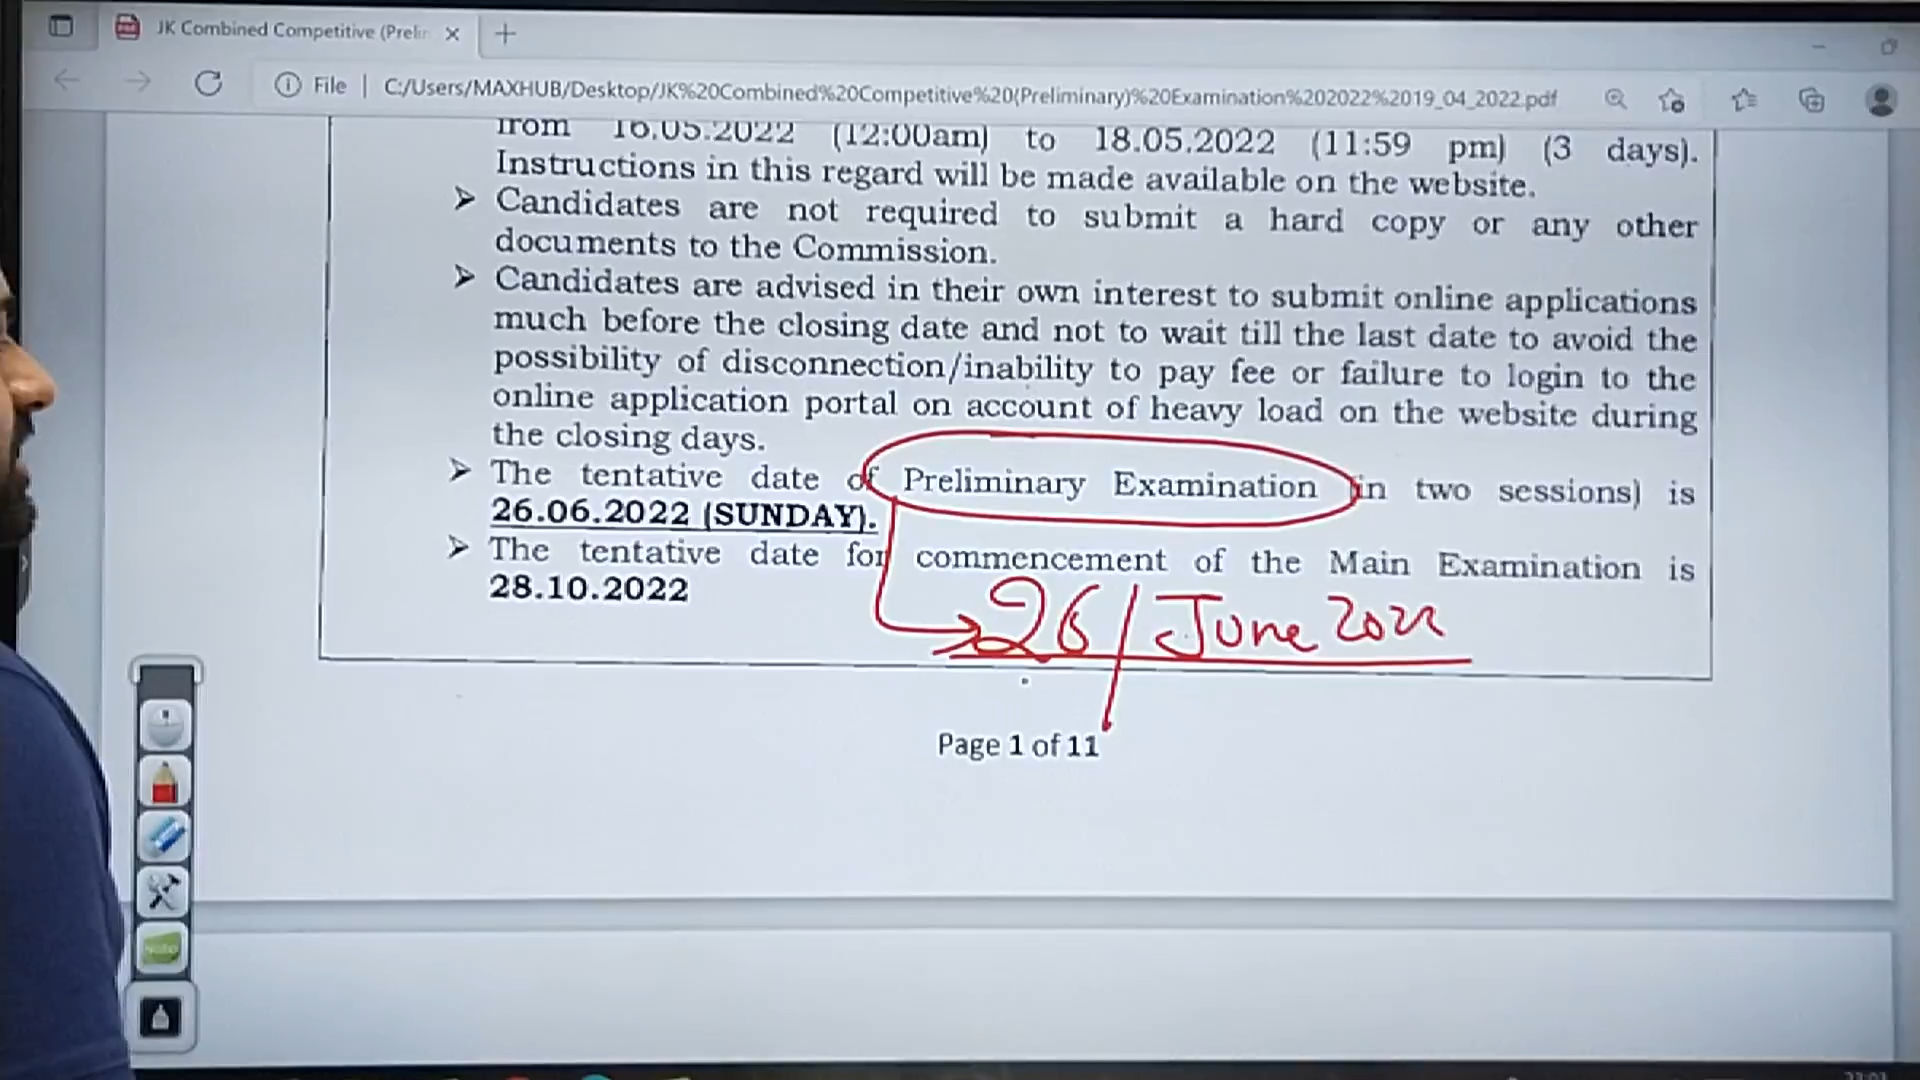 JK Combined Competitive (Prelin
File | C:/Users/MAXHUB/Desktop/JK%20Combined%20Competitive%20(Preliminary)%20Examination%202022%2019_04_2022.pdf
from 16.05.2022 (12:00am) to 18.05.2022 (11:59 pm) (3 days).
Instructions in this regard will be made available on the website.
➤ Candidates are not required to submit a hard copy or any other
documents to the Commission.
➤ Candidates are advised in their own interest to submit online applications
much before the closing date and not to wait till the last date to avoid the
possibility of disconnection/inability to pay fee or failure to login to the
online application portal on account of heavy load on the website during
the closing days.
➤ The tentative date of Preliminary Examination (in two sessions) is
26.06.2022 (SUNDAY).
➤ The tentative date for commencement of the Main Examination is
28.10.2022
26/June 2022
Page 1 of 11